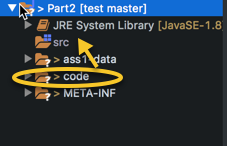 > Part2 [test master]
JRE System Library [JavaSE-1.8
src
> ass1-data
> code
> META-INF